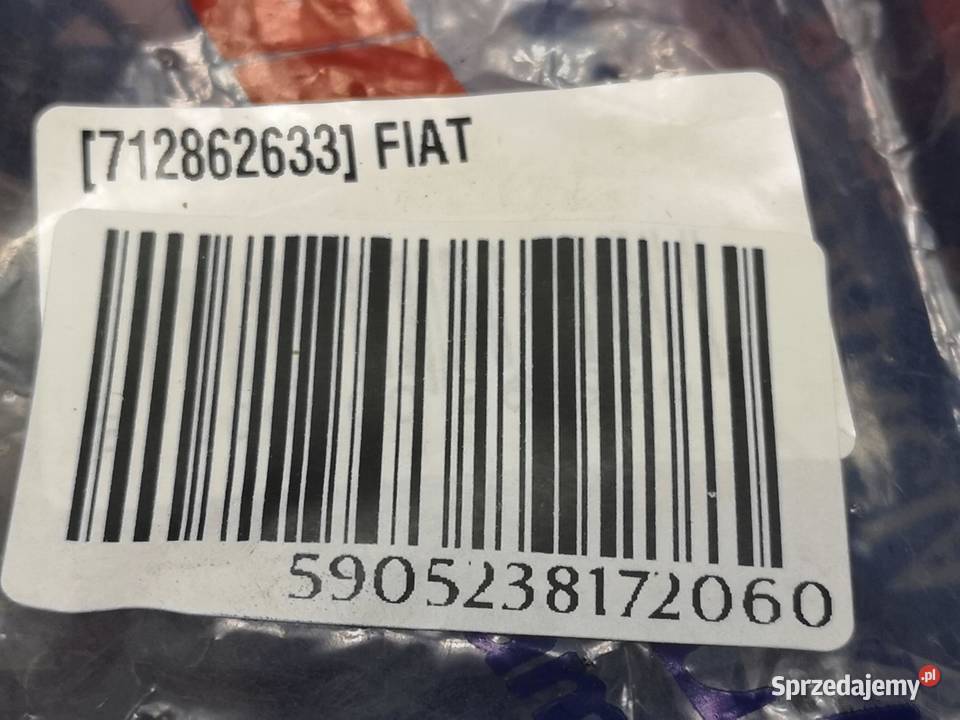 [712862633] FIAT
5905238172060
Sprzedajemy.pl